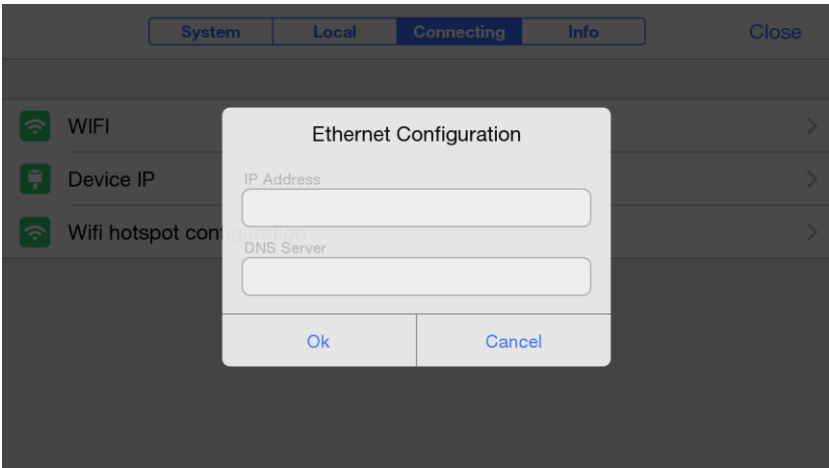 System Local Connecting Info Close
WIFI
Device IP
Wifi hotspot configuration
Ethernet Configuration
IP Address
DNS Server
Ok Cancel